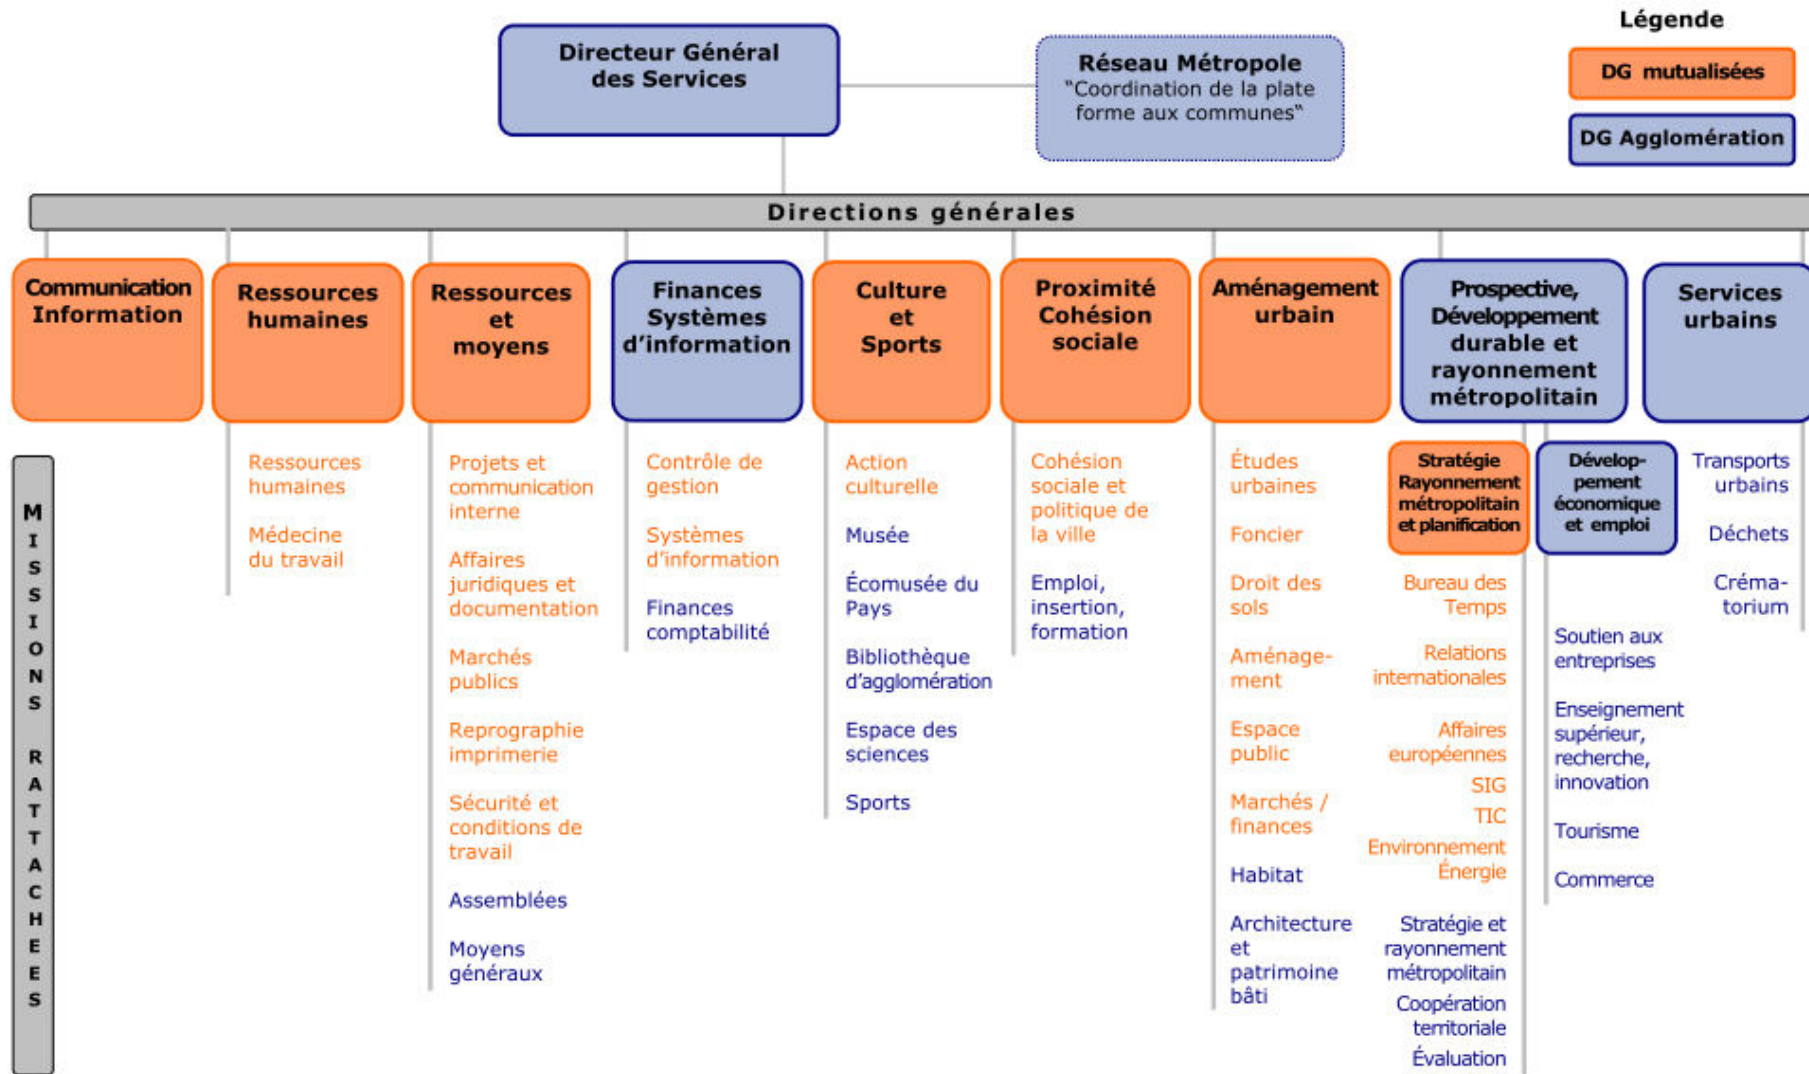 Légende
DG mutualisées
DG Agglomération
Directeur Général
des Services
Réseau Métropole
"Coordination de la plate
forme aux communes"
Directions générales
Communication
Information
Ressources
humaines
Ressources
et
moyens
Finances
Systèmes
d'information
Culture
et
Sports
Proximité
Cohésion
sociale
Aménagement
urbain
Prospective,
Développement
durable et
rayonnement
métropolitain
Services
urbains
MISSIONS RATTACHEES
Ressources
humaines
Médecine
du travail
Projets et
communication
interne
Affaires
juridiques et
documentation
Marchés
publics
Reprographie
imprimerie
Sécurité et
conditions de
travail
Assemblées
Moyens
généraux
Contrôle de
gestion
Systèmes
d'information
Finances
comptabilité
Action
culturelle
Musée
Écomusée du
Pays
Bibliothèque
d'agglomération
Espace des
sciences
Sports
Cohésion
sociale et
politique de
la ville
Emploi,
insertion,
formation
Études
urbaines
Foncier
Droit des
sols
Aménage-
ment
Espace
public
Marchés /
finances
Habitat
Architecture
et
patrimoine
bâti
Stratégie
Rayonnement
métropolitain
et planification
Bureau des
Temps
Relations
internationales
Affaires
européennes
SIG
TIC
Environnement
Énergie
Stratégie et
rayonnement
métropolitain
Coopération
territoriale
Évaluation
Dévelop-
pement
économique
et emploi
Soutien aux
entreprises
Enseignement
supérieur,
recherche,
innovation
Tourisme
Commerce
Transports
urbains
Déchets
Créma-
torium